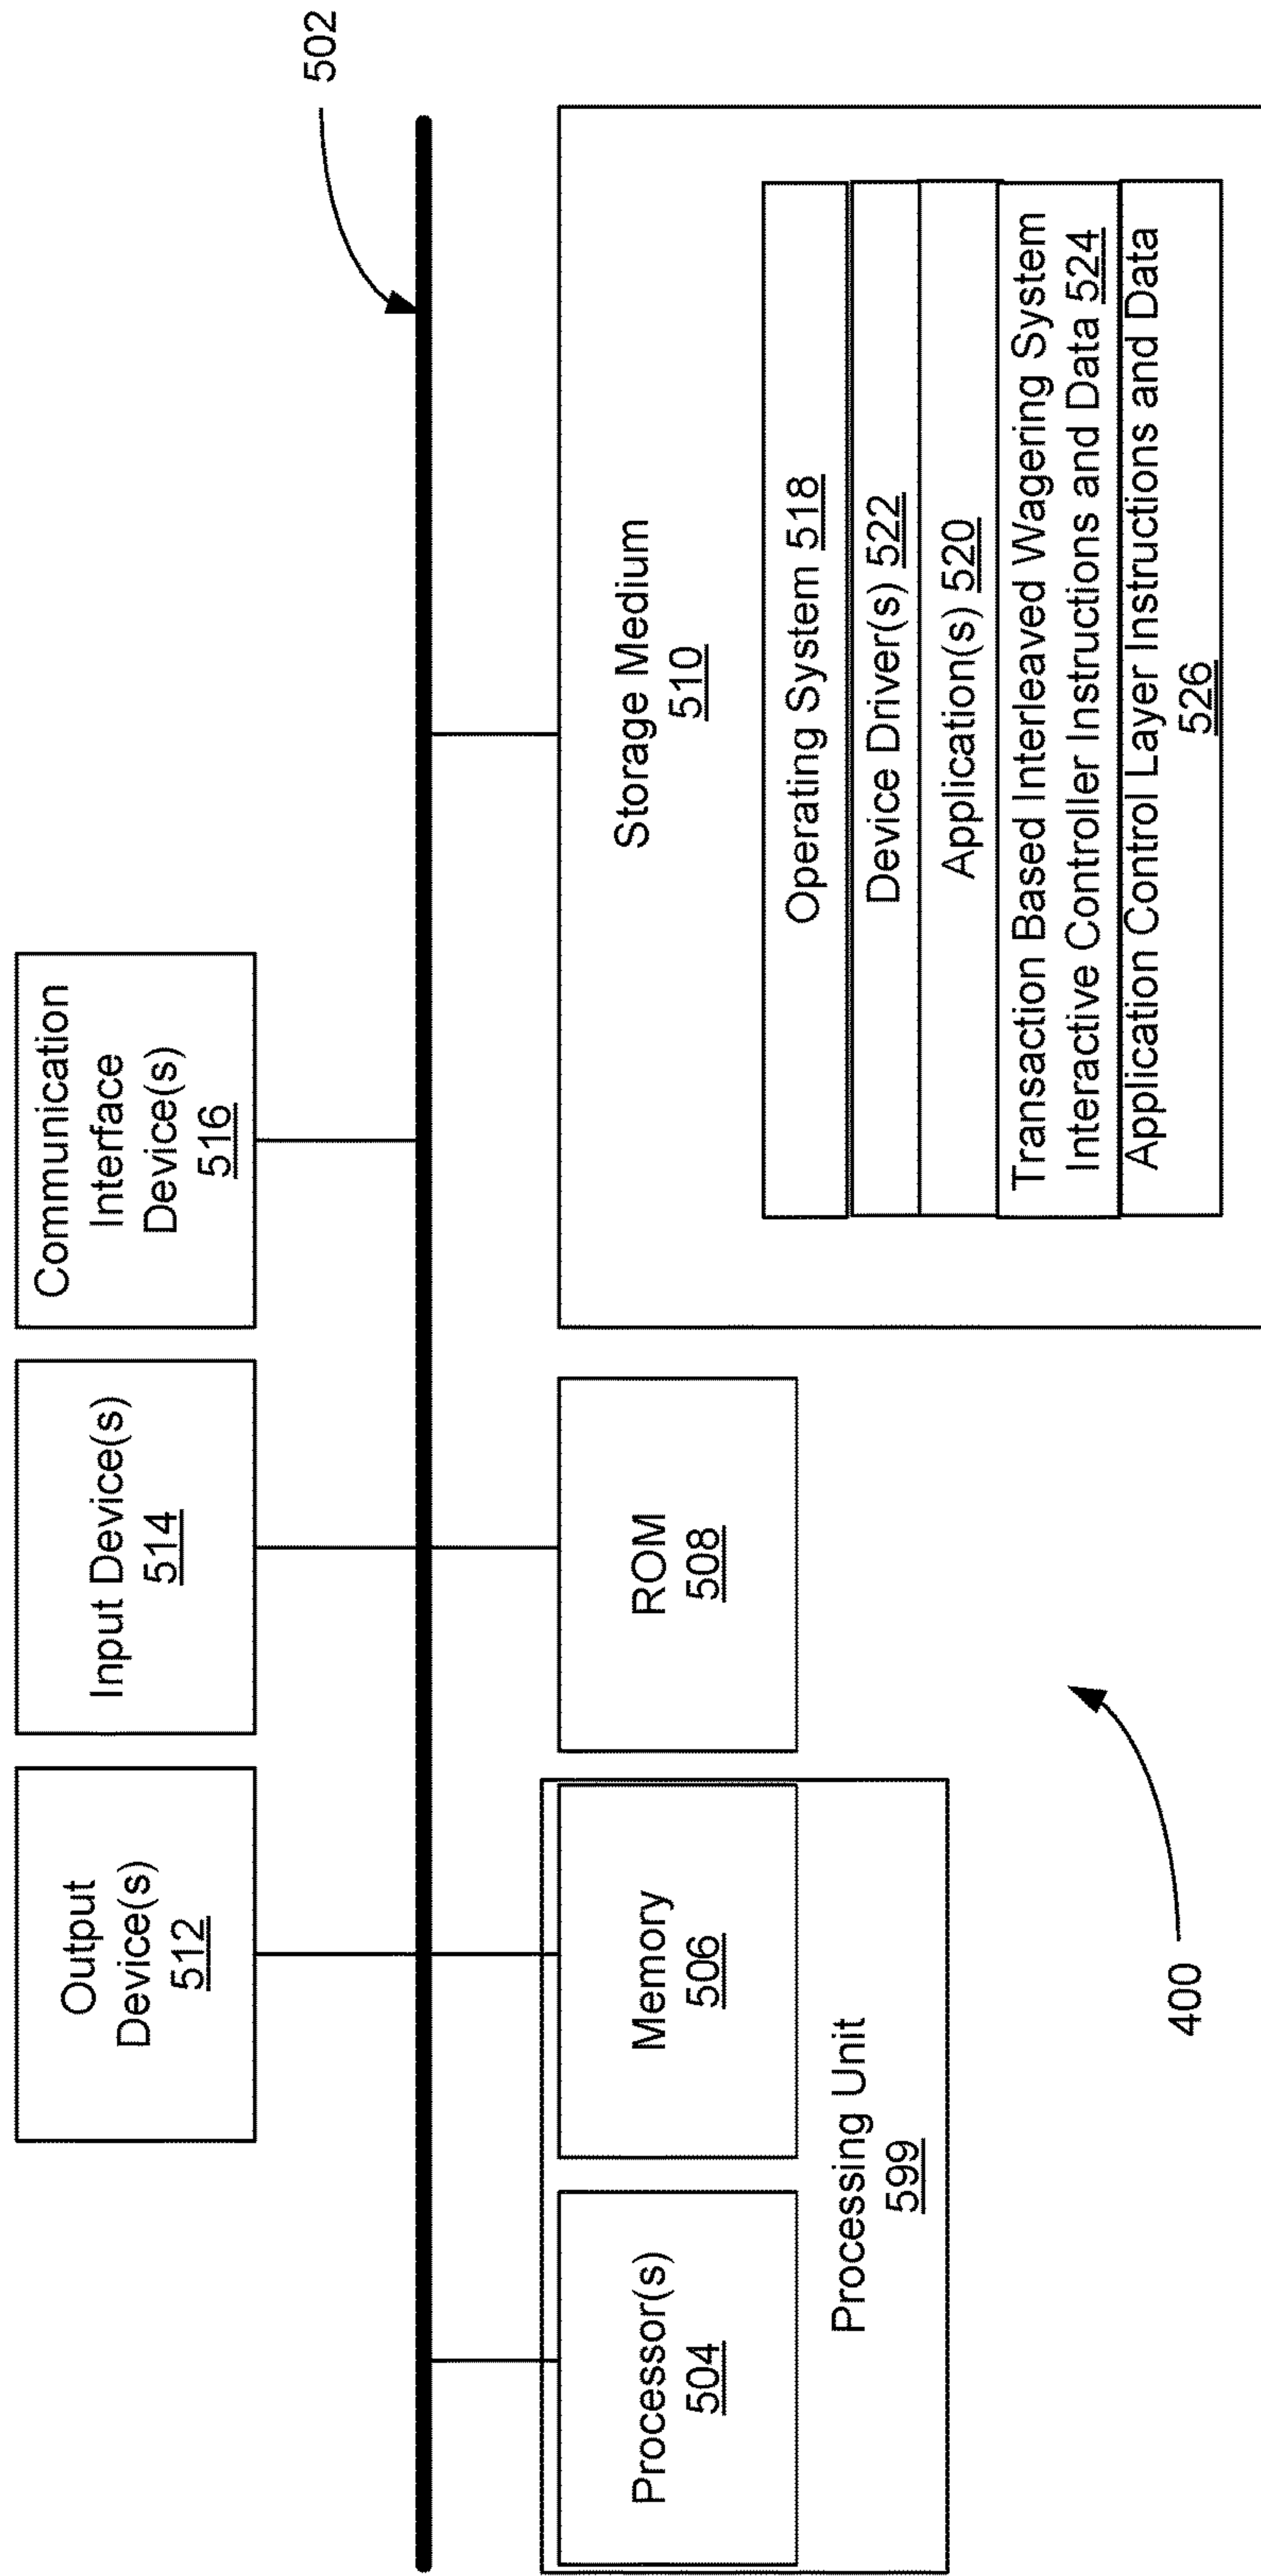 502
Output
Device(s)
512
Input Device(s)
514
Communication
Interface
Device(s)
516
Processor(s)
504
Memory
506
Processing Unit
599
ROM
508
Storage Medium
510
Operating System 518
Device Driver(s) 522
Application(s) 520
Transaction Based Interleaved Wagering System
Interactive Controller Instructions and Data 524
Application Control Layer Instructions and Data
526
400